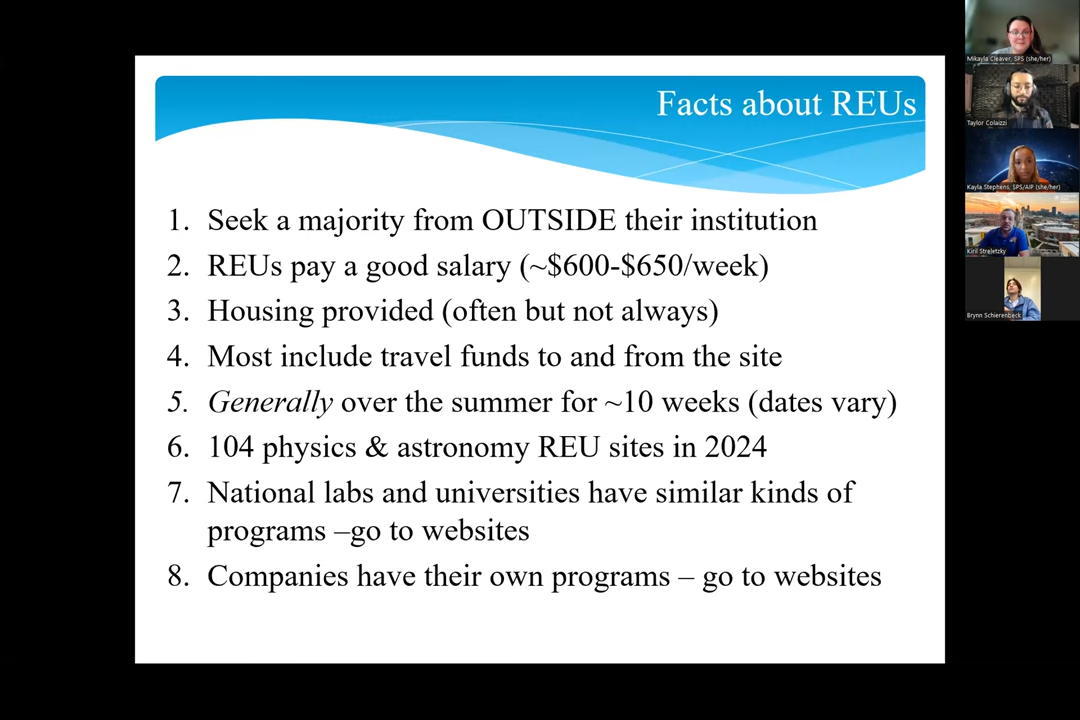 Facts about REUs
1. Seek a majority from OUTSIDE their institution
2. REUs pay a good salary (~$600-$650/week)
3. Housing provided (often but not always)
4. Most include travel funds to and from the site
5. Generally over the summer for ~10 weeks (dates vary)
6. 104 physics & astronomy REU sites in 2024
7. National labs and universities have similar kinds of
programs –go to websites
8. Companies have their own programs – go to websites
Mikayla Cleaver, SPS (she/her)
Taylor Colaizzi
Kayla Stephens, SPS/AIP (she/her)
Kiril Streletzky
Brynn Schierenbeck